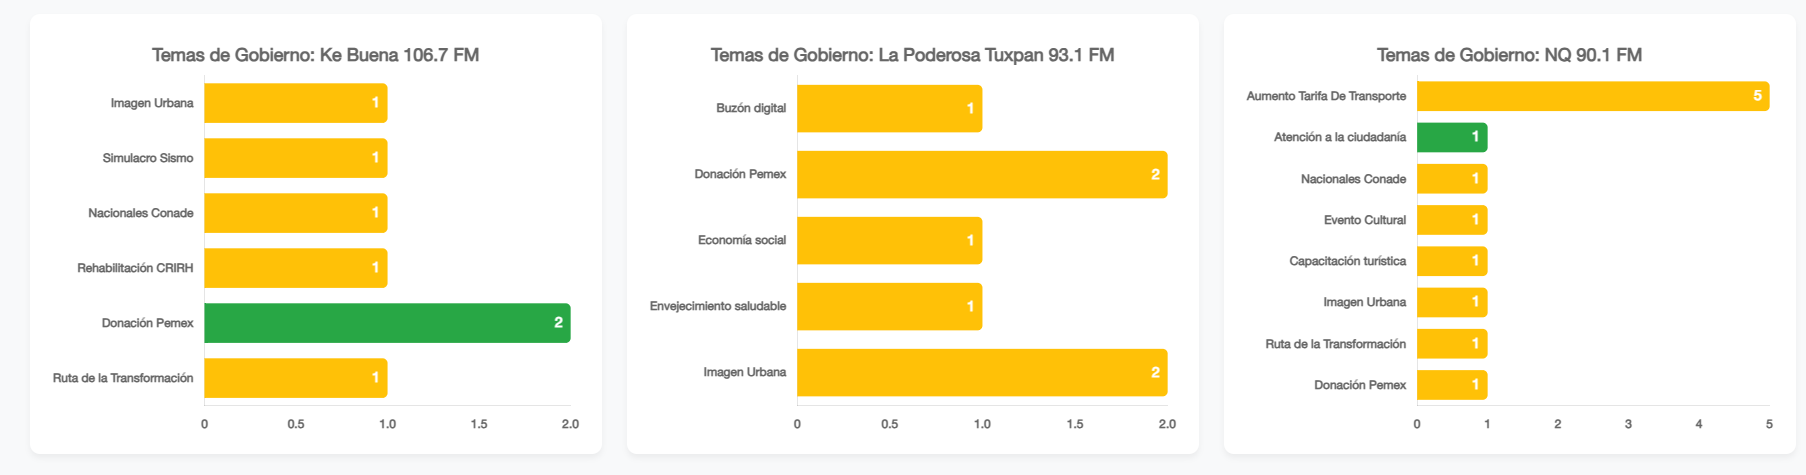 Temas de Gobierno: Ke Buena 106.7 FM
Imagen Urbana 1
Simulacro Sismo 1
Nacionales Conade 1
Rehabilitación CRIRH 1
Donación Pemex 2
Ruta de la Transformación 1
0 0.5 1.0 1.5 2.0
Temas de Gobierno: La Poderosa Tuxpan 93.1 FM
Buzón digital 1
Donación Pemex 2
Economía social 1
Envejecimiento saludable 1
Imagen Urbana 2
0 0.5 1.0 1.5 2.0
Temas de Gobierno: NQ 90.1 FM
Aumento Tarifa De Transporte 5
Atención a la ciudadanía 1
Nacionales Conade 1
Evento Cultural 1
Capacitación turística 1
Imagen Urbana 1
Ruta de la Transformación 1
Donación Pemex 1
0 1 2 3 4 5